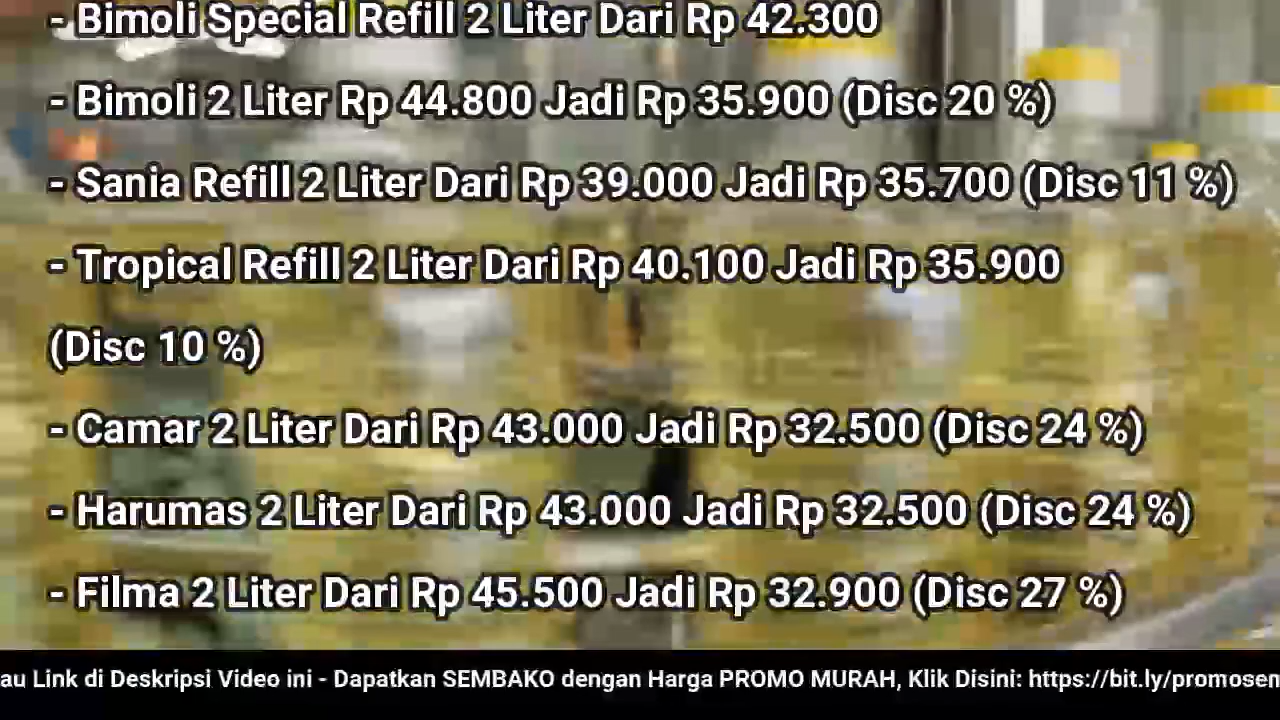 - Bimoli Special Refill 2 Liter Dari Rp 42.300
- Bimoli 2 Liter Rp 44.800 Jadi Rp 35.900 (Disc 20 %)
- Sania Refill 2 Liter Dari Rp 39.000 Jadi Rp 35.700 (Disc 11 %)
- Tropical Refill 2 Liter Dari Rp 40.100 Jadi Rp 35.900
(Disc 10 %)
- Camar 2 Liter Dari Rp 43.000 Jadi Rp 32.500 (Disc 24 %)
- Harumas 2 Liter Dari Rp 43.000 Jadi Rp 32.500 (Disc 24 %)
- Filma 2 Liter Dari Rp 45.500 Jadi Rp 32.900 (Disc 27 %)
au Link di Deskripsi Video ini - Dapatkan SEMBAKO dengan Harga PROMO MURAH, Klik Disini: https://bit.ly/promosen